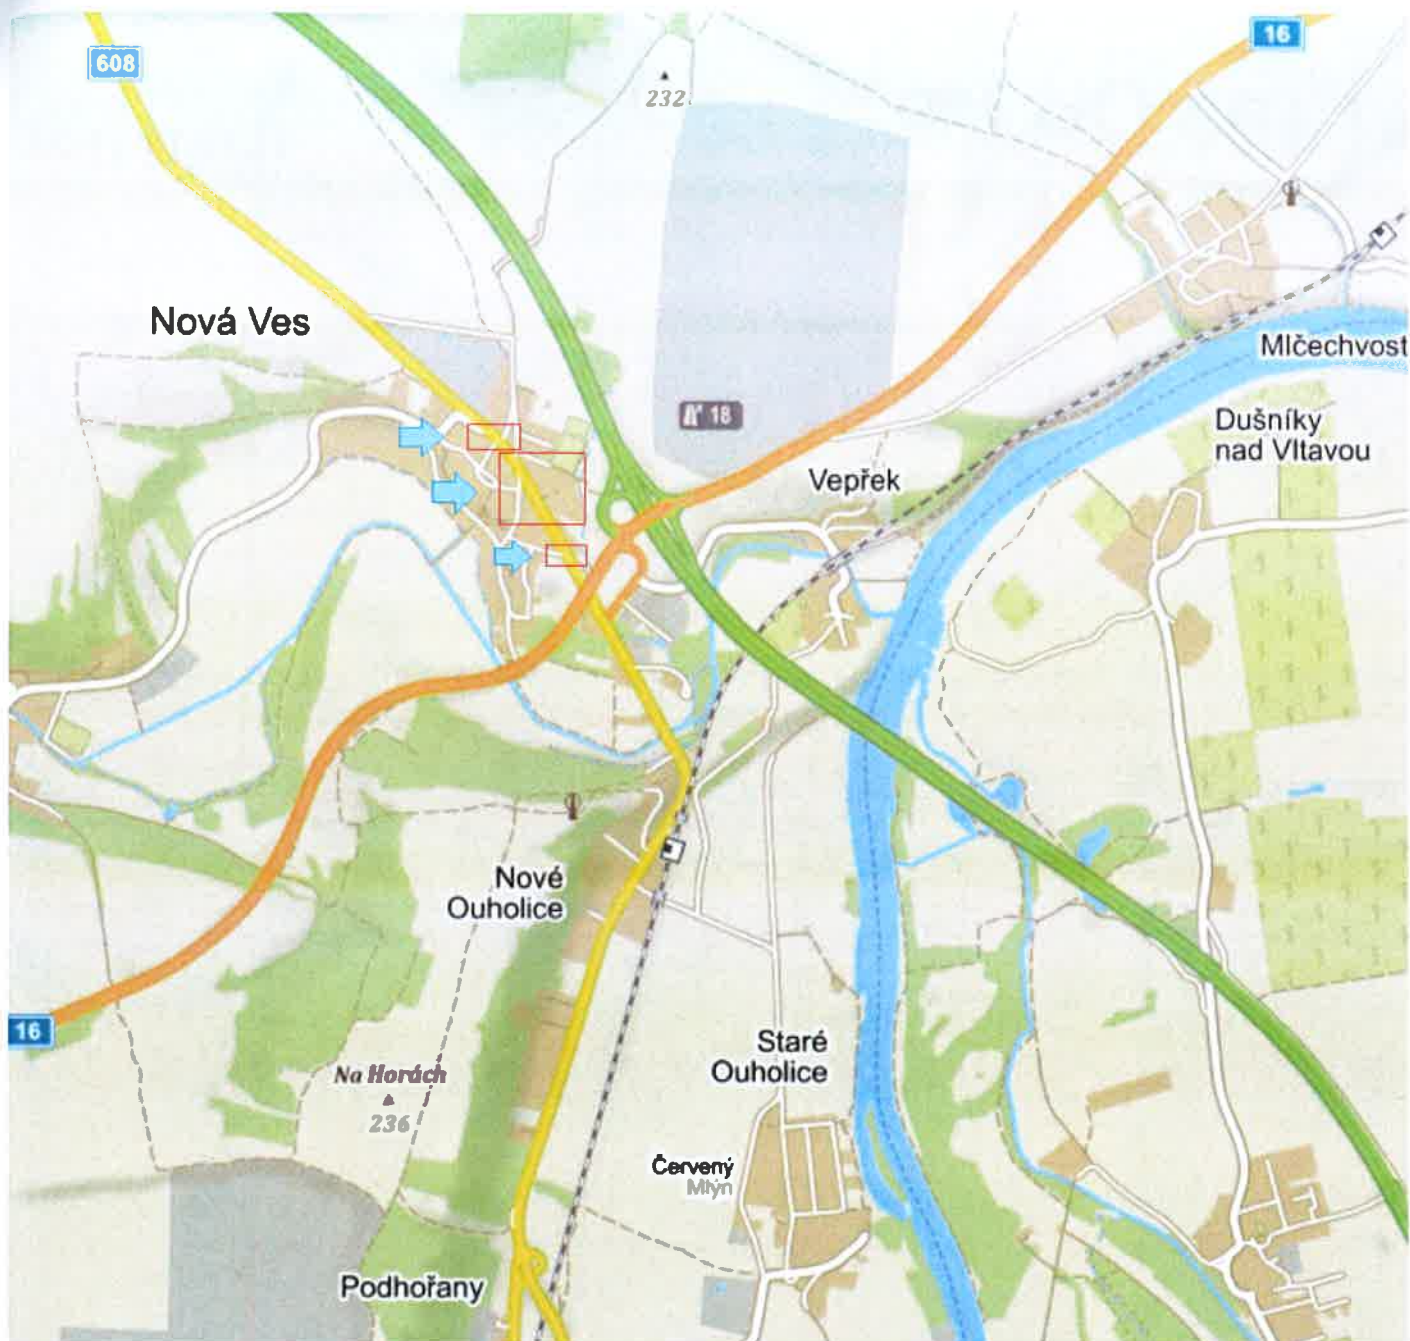 16
608
232
Nová Ves
Mlčechvost
18
Dušníky
nad Vltavou
Vepřek
Nové
Ouholice
16
Staré
Ouholice
Na Horách
236
Červený
Mlýn
Podhořany